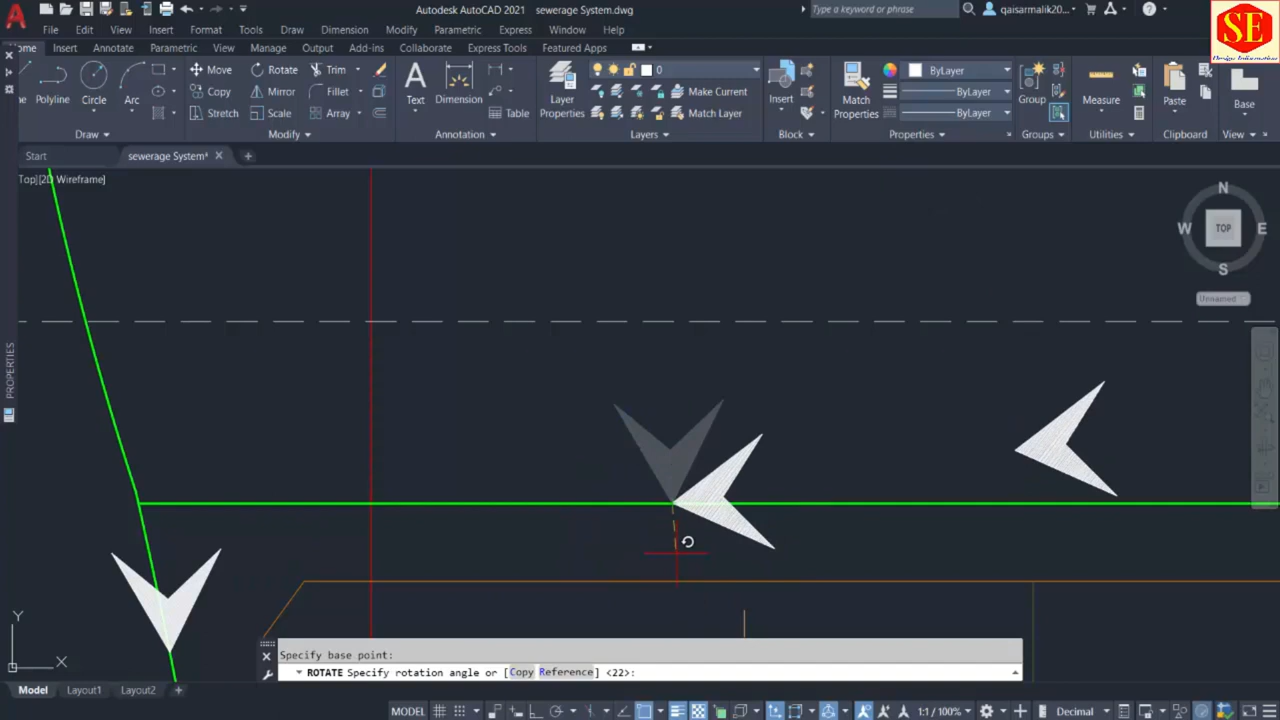 Autodesk AutoCAD 2021 sewerage System.dwg
Type a keyword or phrase
qaisarmalik20...
SE
Design Information
File Edit View Insert Format Tools Draw Dimension Modify Parametric Express Window Help
Home Insert Annotate Parametric View Manage Output Add-ins Collaborate Express Tools Featured Apps
Polyline Circle Arc
Move Rotate Trim
Copy Mirror Fillet
Stretch Scale Array
Text Dimension Table
Layer Properties
0
Make Current
Match Layer
Insert
Match Properties
ByLayer
ByLayer
ByLayer
Group Measure Paste Base
Draw Modify Annotation Layers Block Properties Groups Utilities Clipboard View
Start sewerage System*
Top][2D Wireframe]
N
W TOP E
S
Unnamed
PROPERTIES
Y
X
Specify base point:
ROTATE Specify rotation angle or [Copy Reference] <22>:
Model Layout1 Layout2
MODEL 1:1 / 100% Decimal